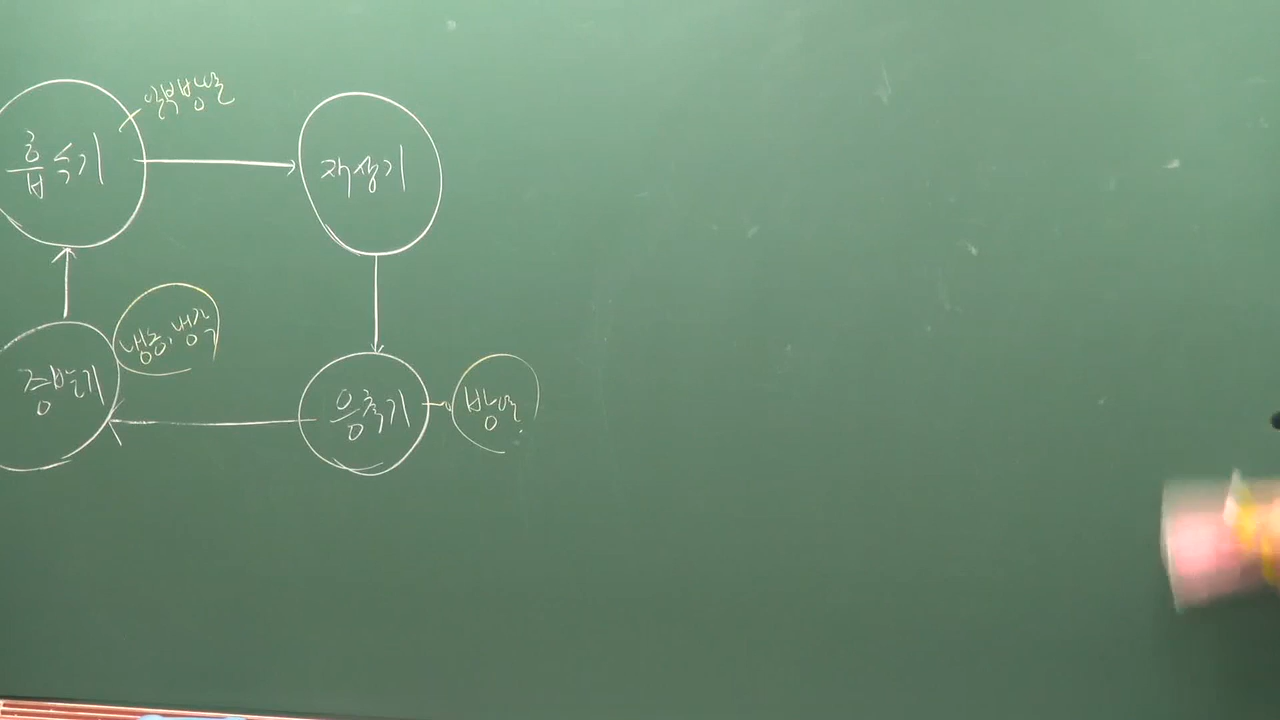 일부방열
흡수기
재생기
냉동, 냉각
증발기
응축기
방열